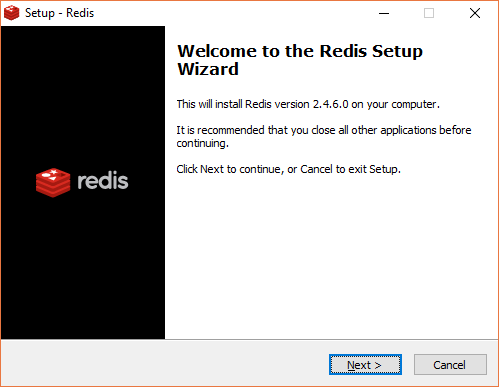 Setup - Redis
Welcome to the Redis Setup
Wizard
This will install Redis version 2.4.6.0 on your computer.
It is recommended that you close all other applications before
continuing.
Click Next to continue, or Cancel to exit Setup.
redis
Next >
Cancel